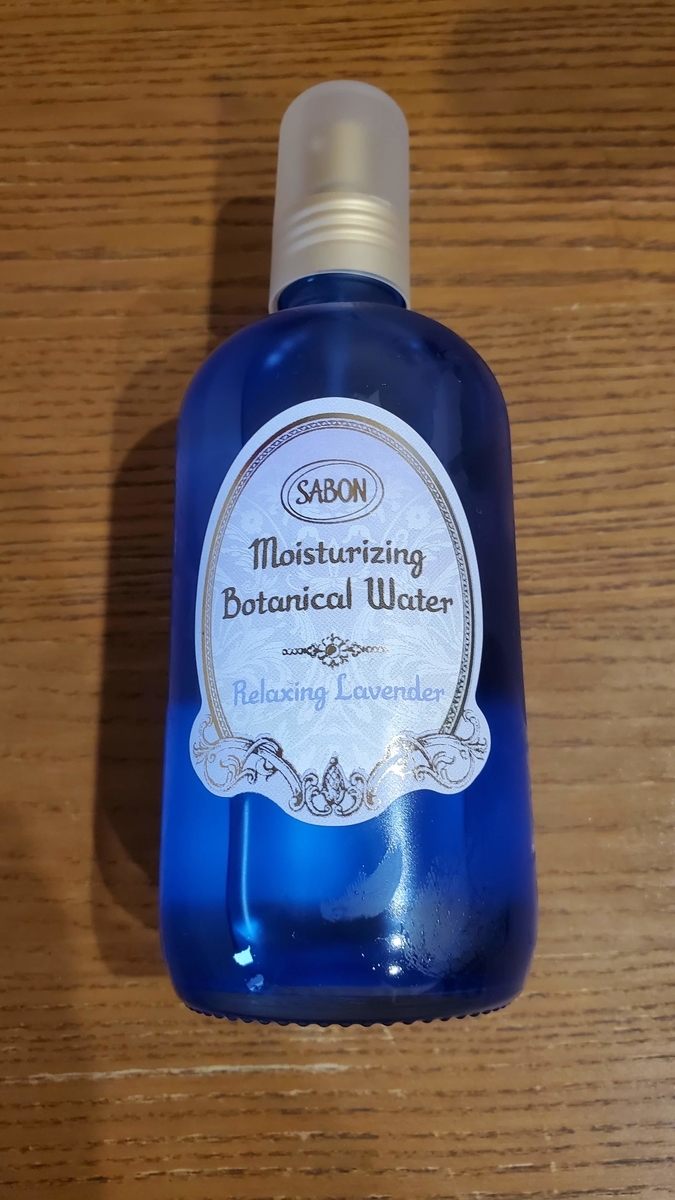 SABON
Moisturizing
Botanical Water
Relaxing Lavender